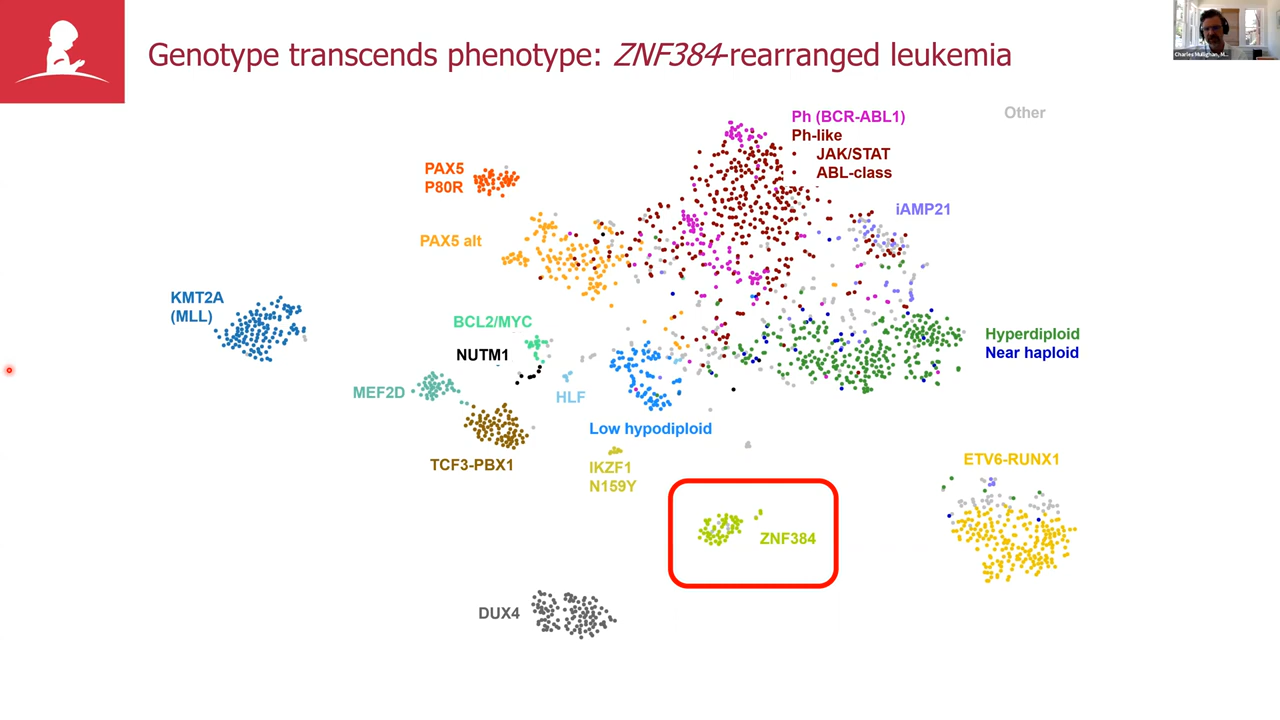 Genotype transcends phenotype: ZNF384-rearranged leukemia
Charles Mullighan, M...
Ph (BCR-ABL1)
Ph-like
JAK/STAT
ABL-class
Other
PAX5
P80R
iAMP21
PAX5 alt
KMT2A
(MLL)
BCL2/MYC
NUTM1
Hyperdiploid
Near haploid
MEF2D
HLF
Low hypodiploid
TCF3-PBX1
IKZF1
N159Y
ETV6-RUNX1
ZNF384
DUX4